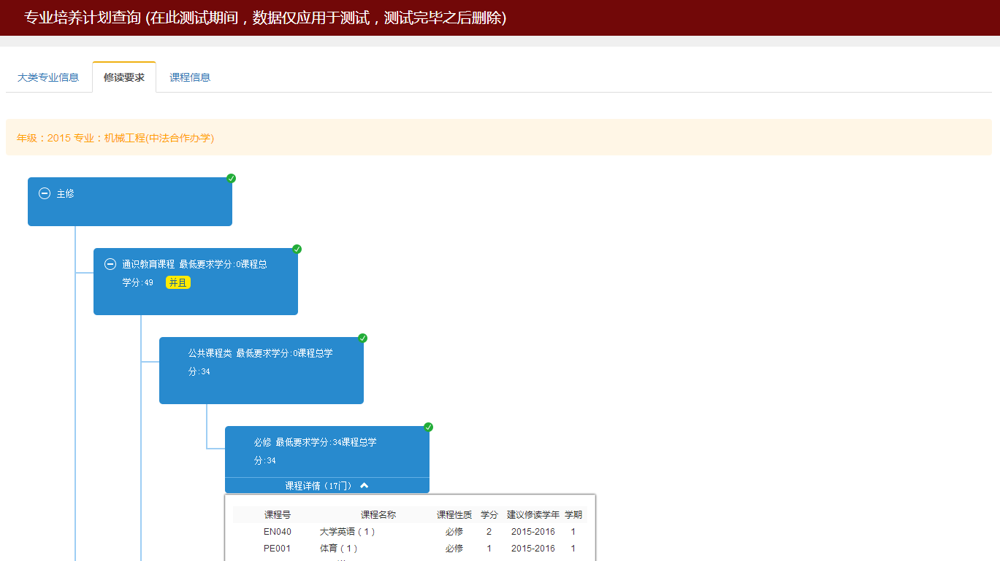 专业培养计划查询 (在此测试期间，数据仅应用于测试，测试完毕之后删除)
大类专业信息 修读要求 课程信息
年级：2015 专业：机械工程(中法合作办学)
主修
通识教育课程 最低要求学分:0课程总
学分:49 并且
公共课程类 最低要求学分:0课程总学
分:34
必修 最低要求学分:34课程总学
分:34
课程详情（17门）
课程号 课程名称 课程性质 学分 建议修读学年 学期
EN040 大学英语（1） 必修 2 2015-2016 1
PE001 体育（1） 必修 1 2015-2016 1